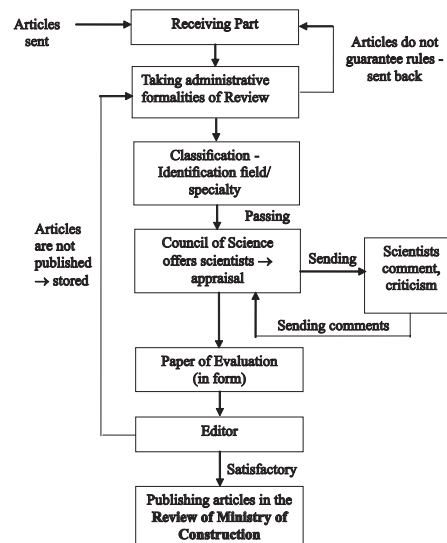 Articles
sent
Receiving Part
Articles do not
guarantee rules -
sent back
Taking administrative
formalities of Review
Classification -
Identification field/
specialty
Passing
Articles
are not
published
→ stored
Council of Science
offers scientists →
appraisal
Sending
Scientists
comment,
criticism
Sending comments
Paper of Evaluation
(in form)
Editor
Satisfactory
Publishing articles in the
Review of Ministry of
Construction